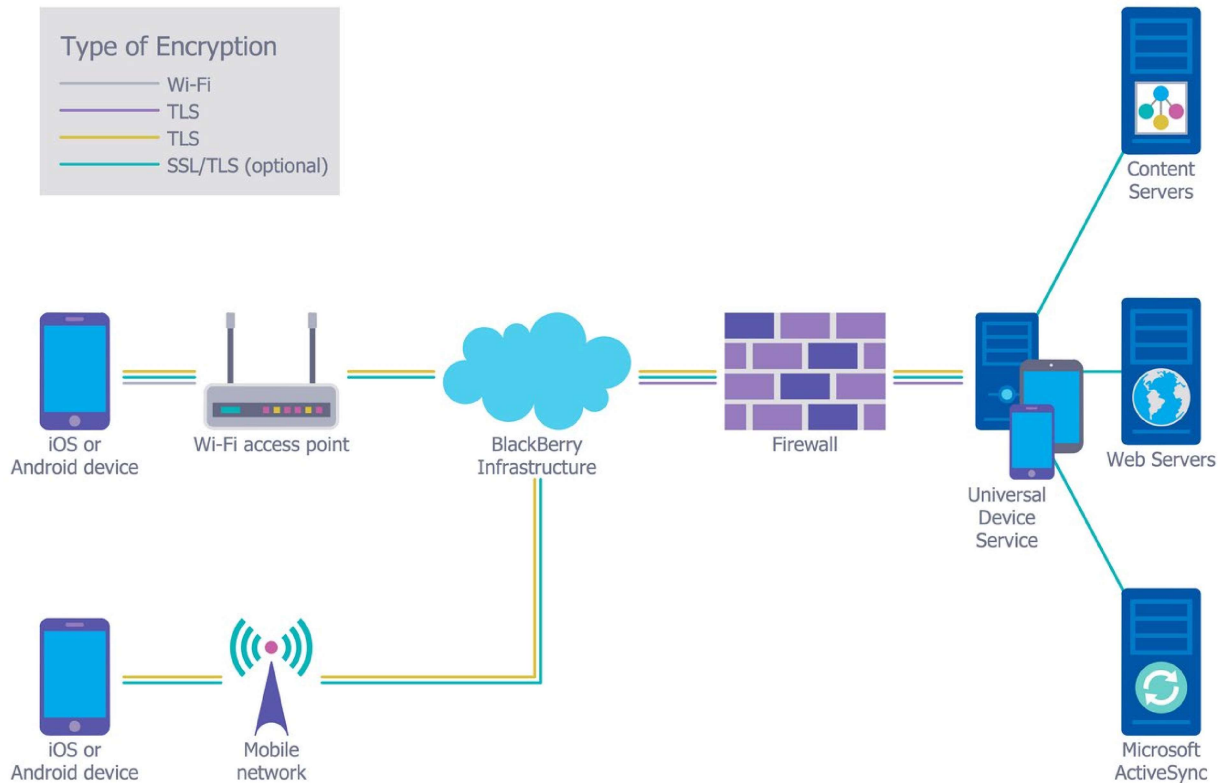 Type of Encryption
Wi-Fi
TLS
TLS
SSL/TLS (optional)
Content
Servers
iOS or
Android device
Wi-Fi access point
BlackBerry
Infrastructure
Firewall
Universal
Device
Service
Web Servers
iOS or
Android device
Mobile
network
Microsoft
ActiveSync